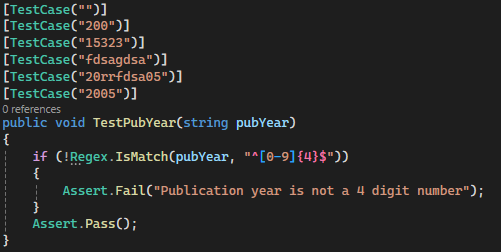 [TestCase("")]
[TestCase("200")]
[TestCase("15323")]
[TestCase("fdsagdsa")]
[TestCase("20rrfdsa05")]
[TestCase("2005")]
0 references
public void TestPubYear(string pubYear)
{
    if (!Regex.IsMatch(pubYear, "^[0-9]{4}$"))
    {
        Assert.Fail("Publication year is not a 4 digit number");
    }
    Assert.Pass();
}